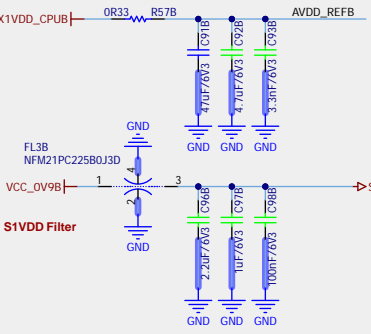 X1VDD_CPUB
0R33
R57B
AVDD_REFB
C91B
47uF/6V3
C92B
4.7uF/6V3
C93B
3.3nF/6V3
GND
GND
GND
GND
FL3B
NFM21PC225B0J3D
4
VCC_0V9B
1
3
S
2
S1VDD Filter
GND
C96B
2.2uF/6V3
C97B
1uF/6V3
C98B
100nF/6V3
GND
GND
GND